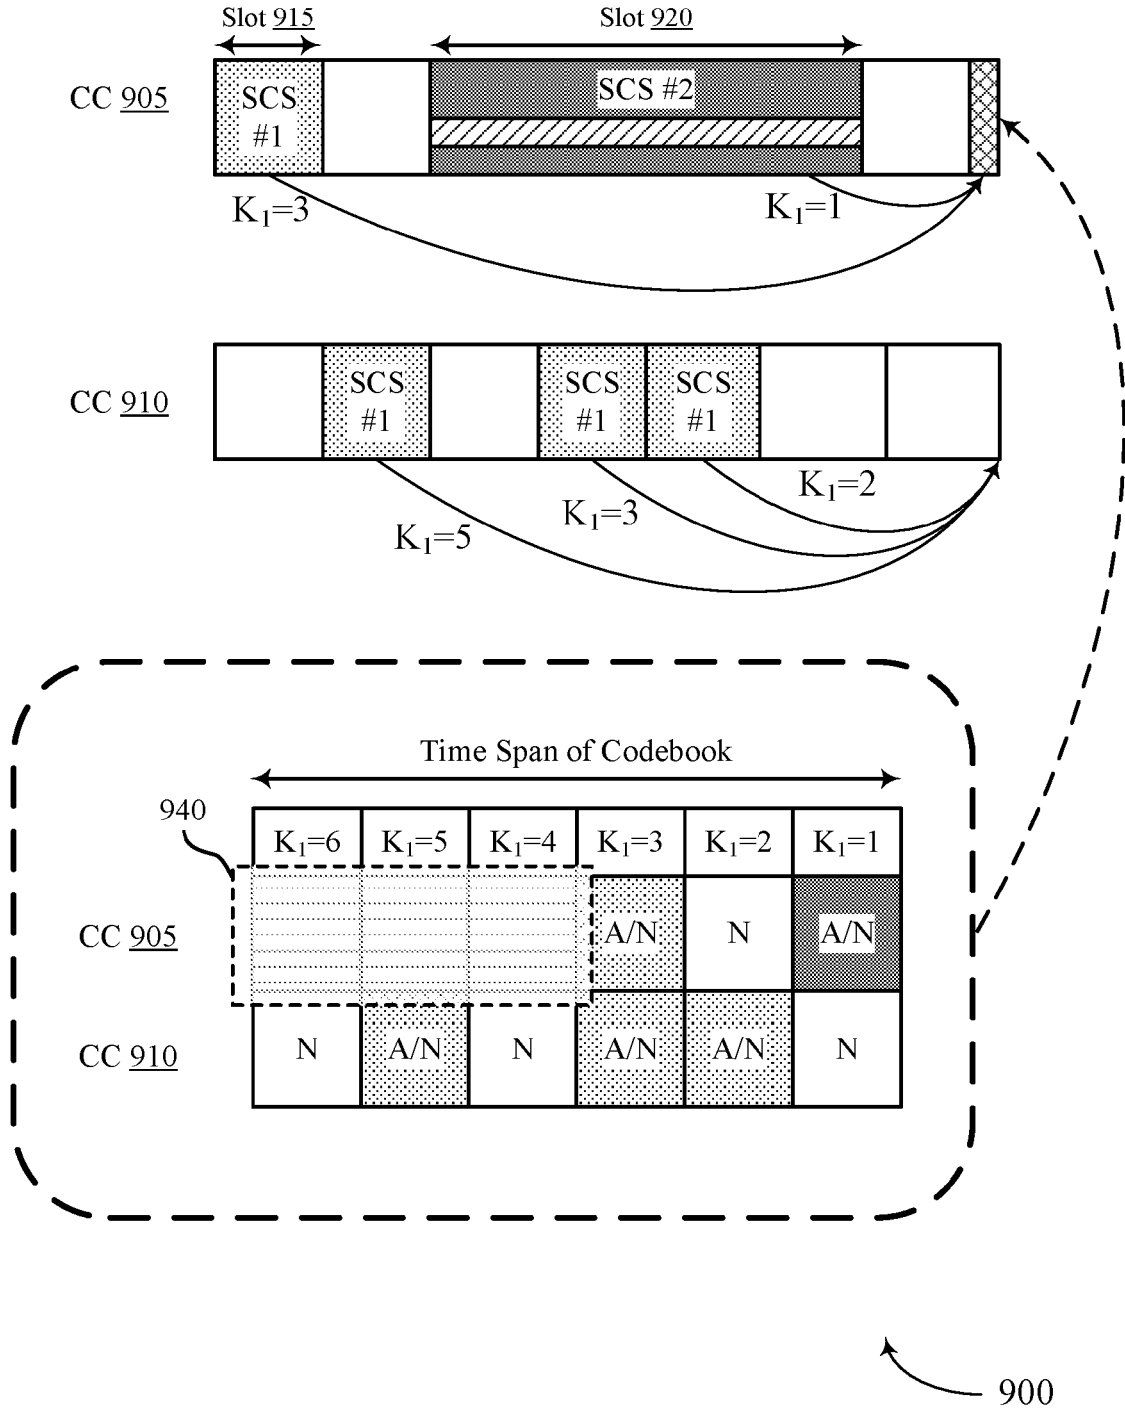 Slot 915
Slot 920
CC 905
SCS
#1
SCS #2
K₁=3
K₁=1
CC 910
SCS
#1
SCS
#1
SCS
#1
K₁=2
K₁=3
K₁=5
Time Span of Codebook
940
K₁=6 K₁=5 K₁=4 K₁=3 K₁=2 K₁=1
CC 905
A/N N A/N
CC 910
N A/N N A/N A/N N
900